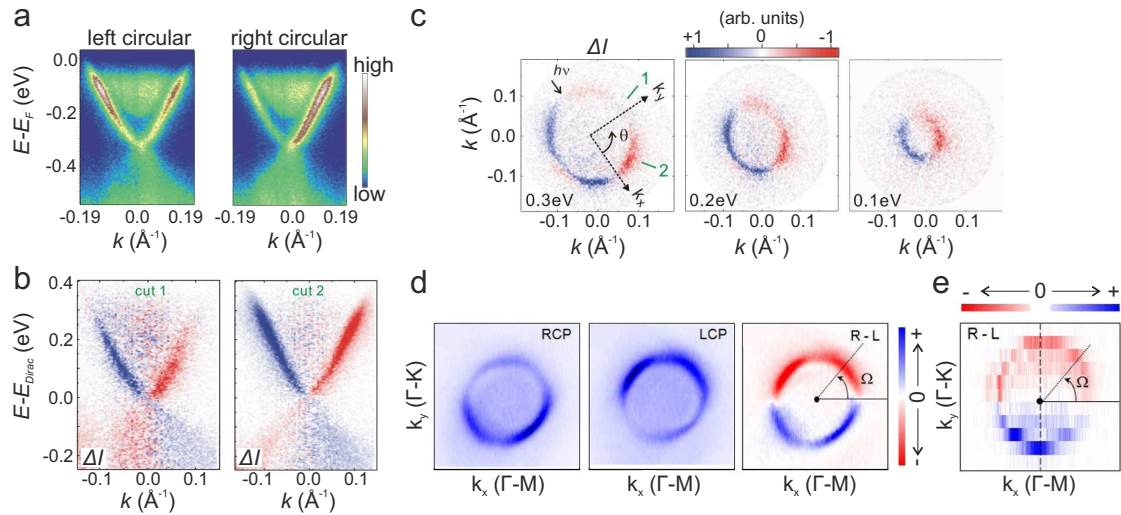 a
left circular
right circular
E-E_F (eV)
0.0
-0.2
-0.4
-0.19
0.0
0.19
k (Å⁻¹)
-0.19
0.0
0.19
k (Å⁻¹)
high
low
b
cut 1
cut 2
E-E_Dirac (eV)
0.4
0.2
0.0
-0.2
ΔI
ΔI
-0.1
0.0
0.1
k (Å⁻¹)
-0.1
0.0
0.1
k (Å⁻¹)
c
(arb. units)
+1
0
-1
ΔI
hν
1
2
θ
k_y
k_x
k (Å⁻¹)
0.1
0.0
-0.1
0.3eV
0.2eV
0.1eV
-0.1
0.0
0.1
k (Å⁻¹)
-0.1
0.0
0.1
k (Å⁻¹)
-0.1
0.0
0.1
k (Å⁻¹)
d
RCP
LCP
R - L
Ω
k_y (Γ-K)
k_x (Γ-M)
k_x (Γ-M)
k_x (Γ-M)
+
0
-
e
- ← 0 → +
R - L
Ω
k_y (Γ-K)
k_x (Γ-M)